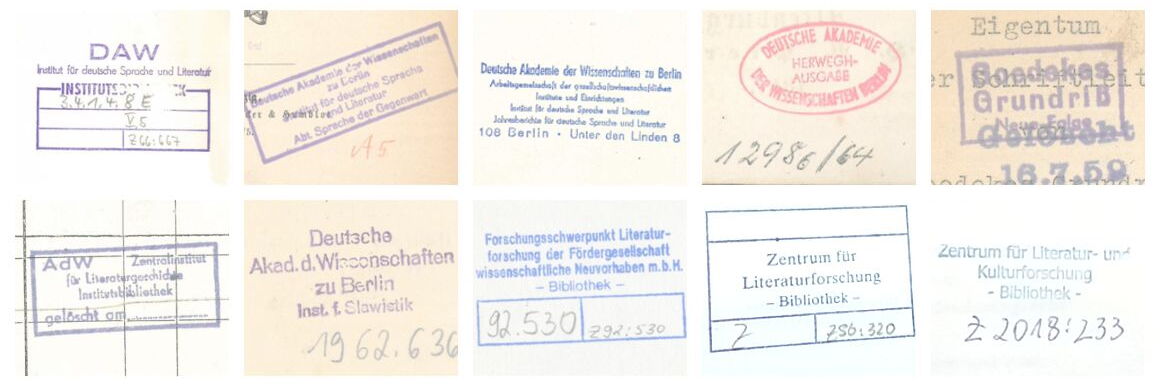 DAW
Institut für deutsche Sprache und Literatur
3.4.1.4.8 E
V,5
Z66:667
Deutsche Akademie der Wissenschaften
zu Berlin
Institut für deutsche Sprache
und Literatur
Abt. Sprache der Gegenwart
A5
Deutsche Akademie der Wissenschaften zu Berlin
Arbeitsgemeinschaft der gesellschaftswissenschaftlichen
Institute und Einrichtungen
Institut für deutsche Sprache und Literatur
Jahresberichte für deutsche Sprache und Literatur
108 Berlin · Unter den Linden 8
DEUTSCHE AKADEMIE
HERWEGH-
AUSGABE
DER WISSENSCHAFTEN BERLIN
12986/64
Eigentum
Goedekes
Grundriß
Neue Folge
Gelöscht
16.7.59
AdW Zentralinstitut
für Literaturgeschichte
Institutsbibliothek
gelöscht am
Deutsche
Akad. d. Wissenschaften
zu Berlin
Inst. f. Slawistik
1962.636
Forschungsschwerpunkt Literatur-
forschung der Fördergesellschaft
wissenschaftliche Neuvorhaben m.b.H.
- Bibliothek -
92.530 Z92:530
Zentrum für
Literaturforschung
– Bibliothek –
Z Z96:320
Zentrum für Literatur- und
Kulturforschung
- Bibliothek -
Z 2018:233